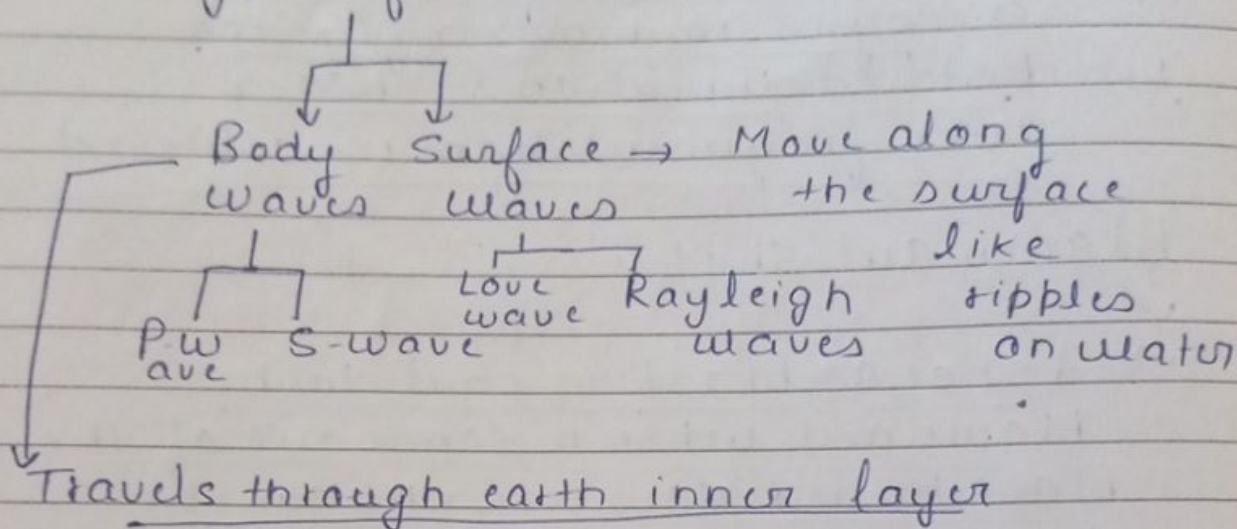 Body Surface → Move along
waves waves the surface
like
Love Rayleigh ripples
wave waves on water
P-w S-wave
ave
Travels through earth inner layer